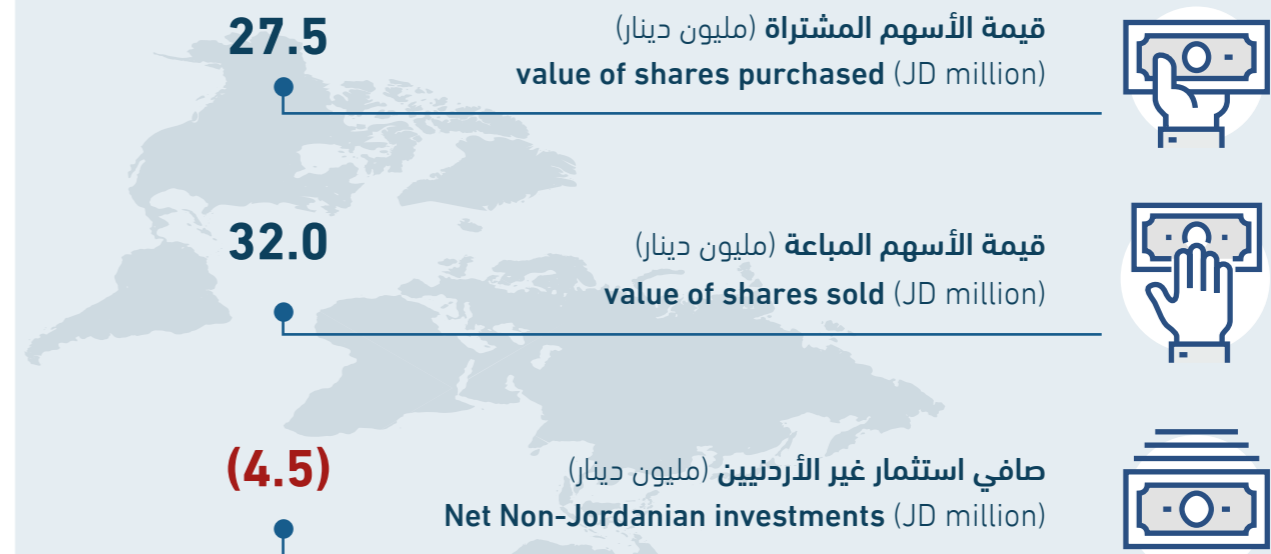 قيمة الأسهم المشتراة (مليون دينار)
27.5
value of shares purchased (JD million)
قيمة الأسهم المباعة (مليون دينار)
32.0
value of shares sold (JD million)
صافي استثمار غير الأردنيين (مليون دينار)
(4.5)
Net Non-Jordanian investments (JD million)